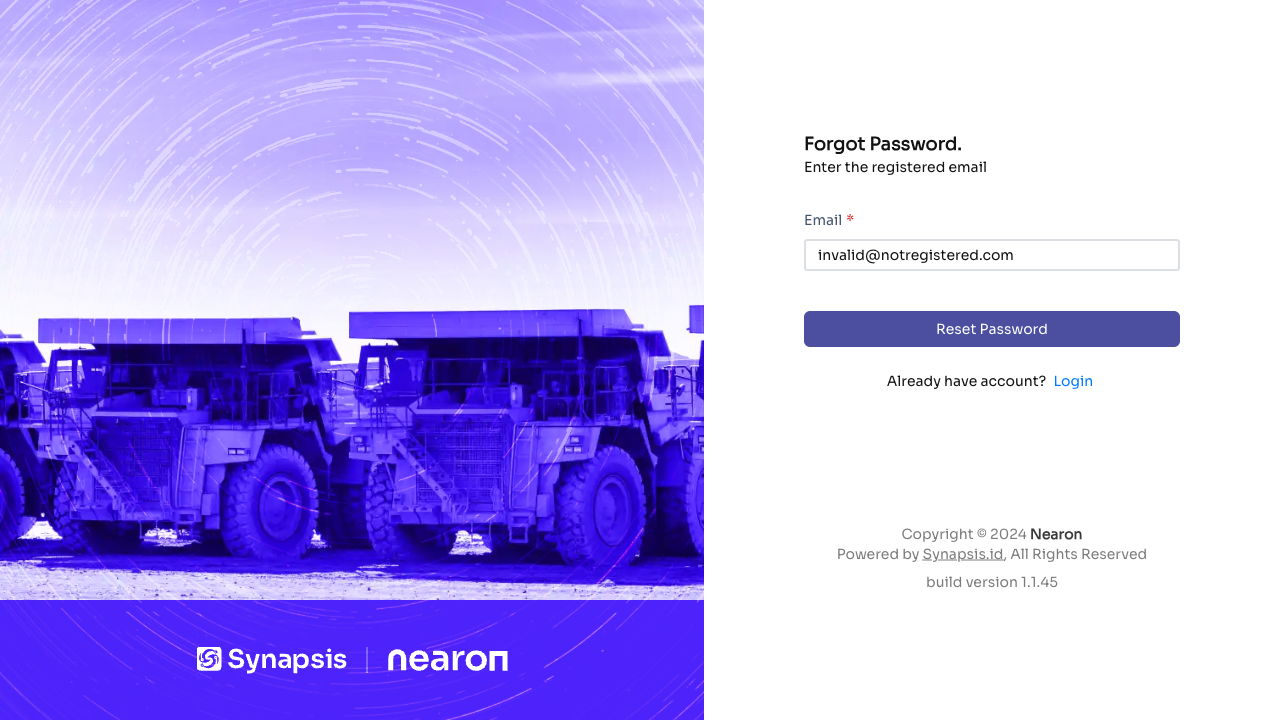 Forgot Password.
Enter the registered email
Email *
invalid@notregistered.com
Reset Password
Already have account? Login
Copyright © 2024 Nearon
Powered by Synapsis.id, All Rights Reserved
build version 1.1.45
Synapsis | nearon